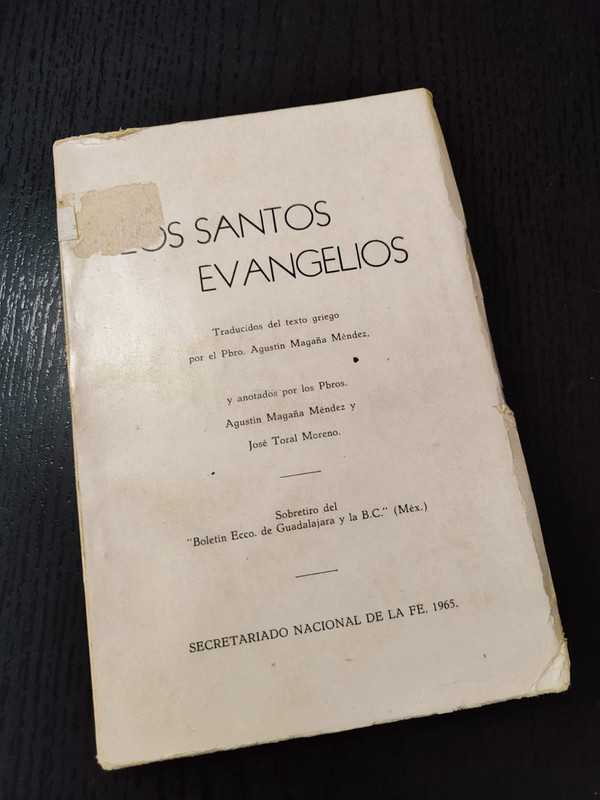 LOS SANTOS
EVANGELIOS
Traducidos del texto griego
por el Pbro. Agustín Magaña Méndez,
y anotados por los Pbros.
Agustín Magaña Méndez y
José Toral Moreno.
Sobretiro del
"Boletín Ecco. de Guadalajara y la B.C." (Méx.)
SECRETARIADO NACIONAL DE LA FE, 1965.